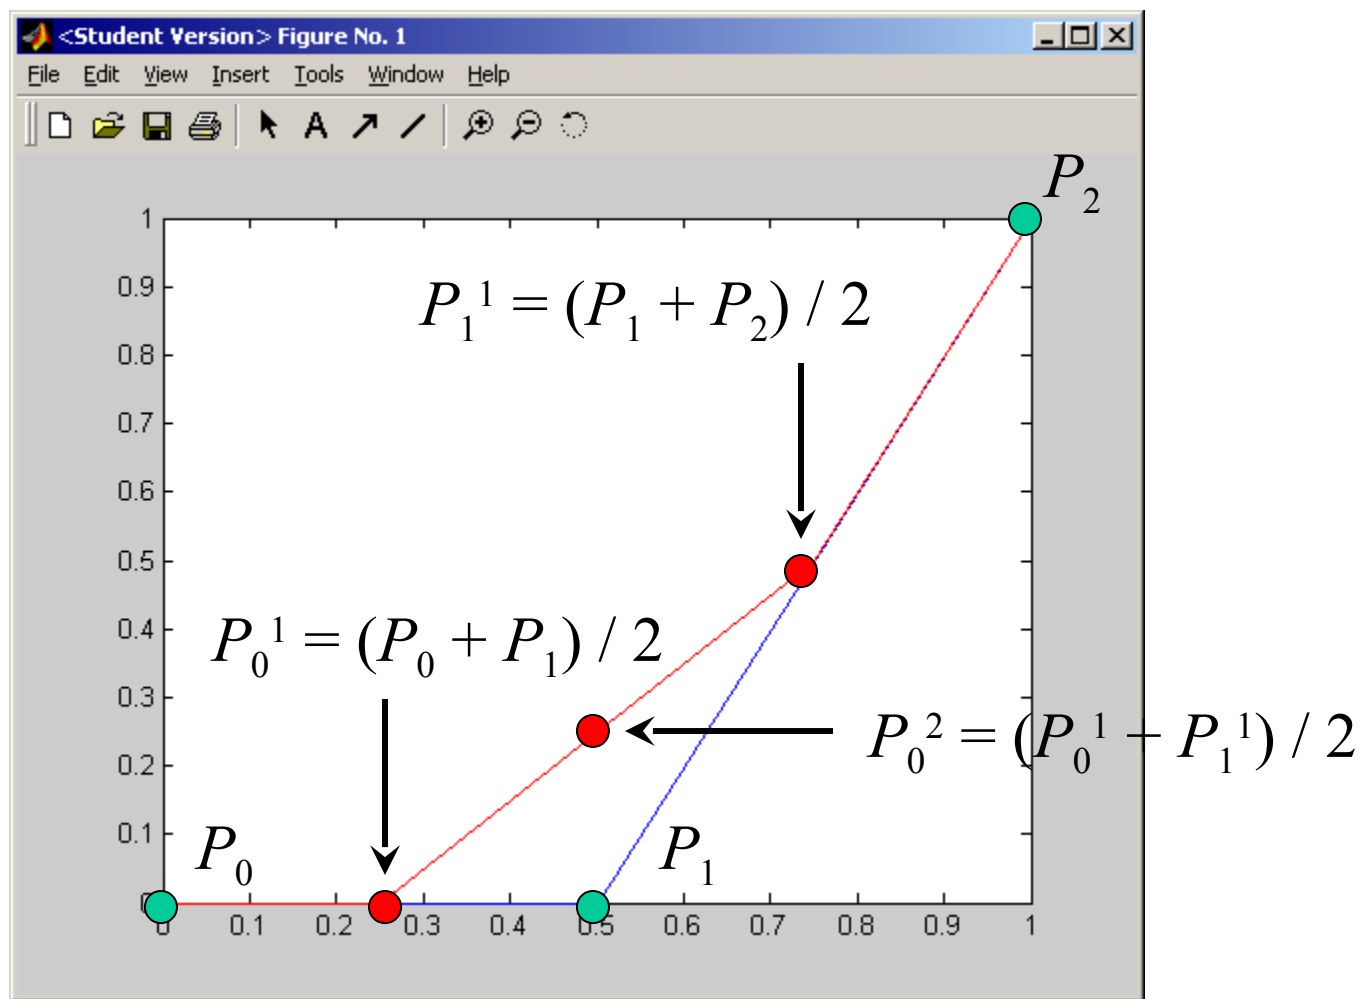 <Student Version> Figure No. 1
File Edit View Insert Tools Window Help
A
P₂
1
0.9
P₁¹ = (P₁ + P₂) / 2
0.8
0.7
0.6
0.5
0.4
P₀¹ = (P₀ + P₁) / 2
0.3
P₀² = (P₀¹ + P₁¹) / 2
0.2
0.1
P₀ P₁
0 0.1 0.2 0.3 0.4 0.5 0.6 0.7 0.8 0.9 1